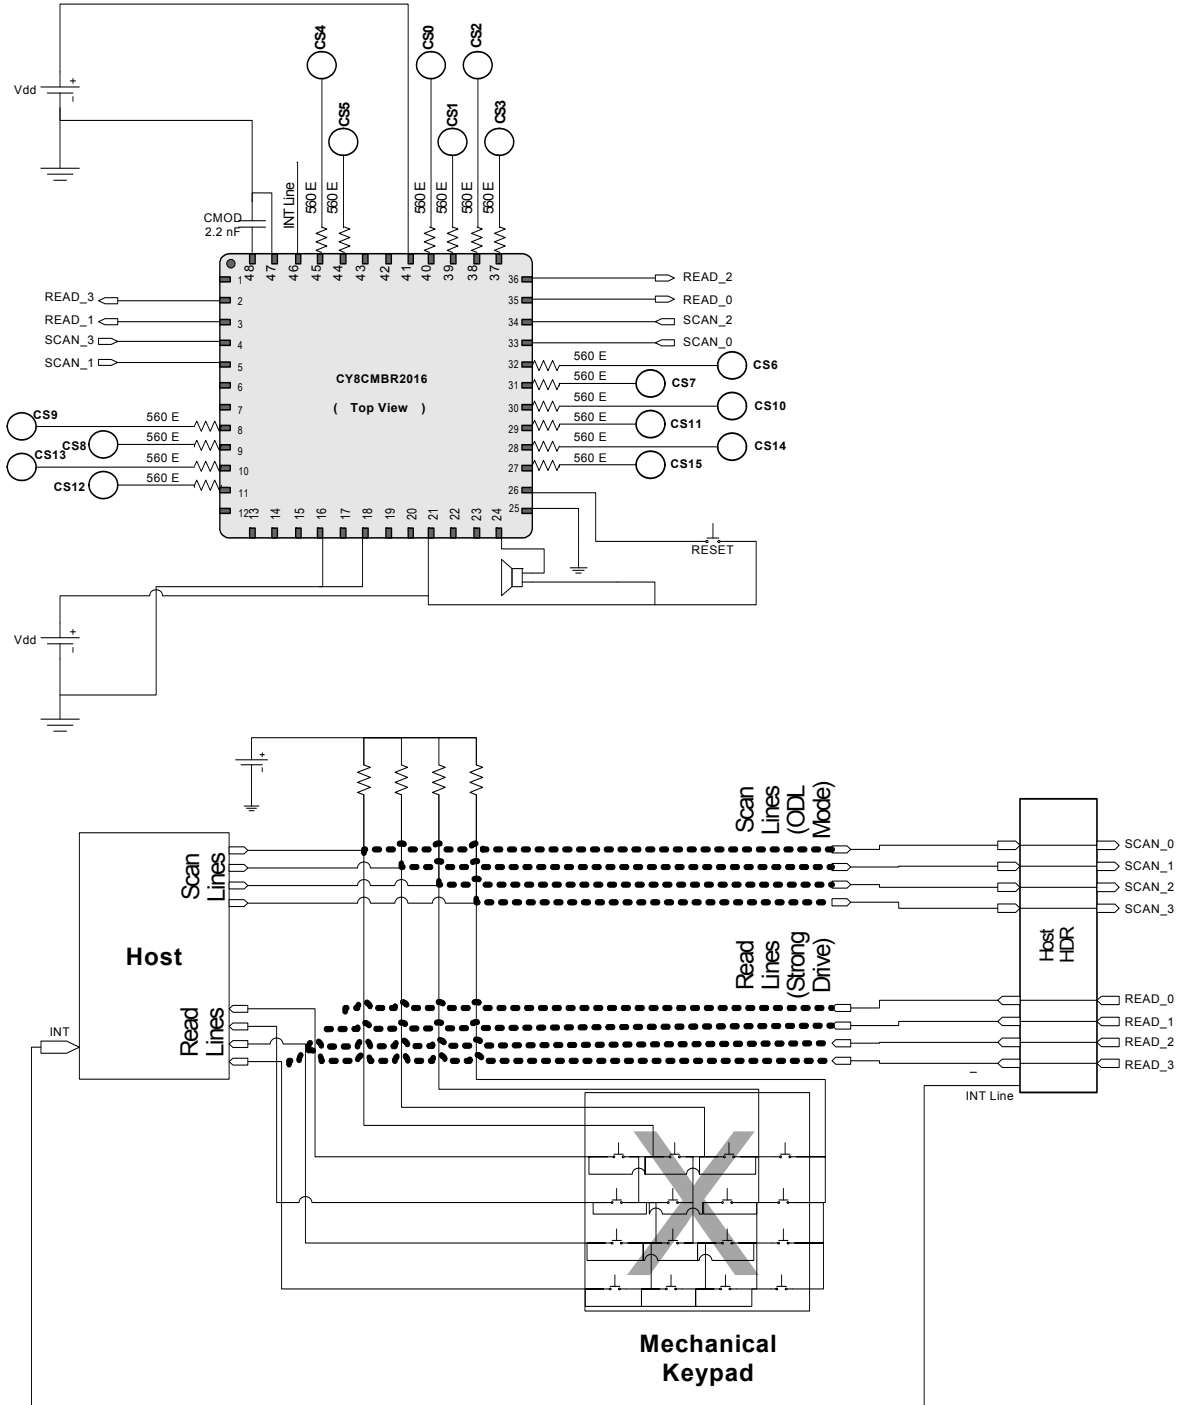 CS4
CS0
CS2
CS5
CS1
CS3
Vdd
+
-
INT Line
560 E
560 E
560 E
560 E
560 E
560 E
CMOD
2.2 nF
48
47
46
45
44
43
42
41
40
39
38
37
1
2
3
4
5
6
7
8
9
10
11
12
36
35
34
33
32
31
30
29
28
27
26
25
13
14
15
16
17
18
19
20
21
22
23
24
READ_3
READ_1
SCAN_3
SCAN_1
READ_2
READ_0
SCAN_2
SCAN_0
CY8CMBR2016
( Top View )
560 E
CS6
560 E
CS7
560 E
CS10
560 E
CS11
560 E
CS14
560 E
CS15
CS9
560 E
CS8
560 E
CS13
560 E
CS12
560 E
RESET
Vdd
+
-
+
-
Scan
Lines
(ODL
Mode)
Scan
Lines
Host
Read
Lines
(Strong
Drive)
Read
Lines
INT
Host
HDR
SCAN_0
SCAN_1
SCAN_2
SCAN_3
READ_0
READ_1
READ_2
READ_3
–
INT Line
X
Mechanical
Keypad